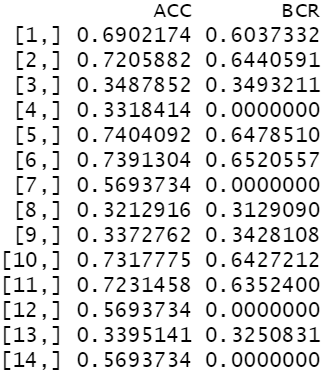 ACC BCR
[1,] 0.6902174 0.6037332
[2,] 0.7205882 0.6440591
[3,] 0.3487852 0.3493211
[4,] 0.3318414 0.0000000
[5,] 0.7404092 0.6478510
[6,] 0.7391304 0.6520557
[7,] 0.5693734 0.0000000
[8,] 0.3212916 0.3129090
[9,] 0.3372762 0.3428108
[10,] 0.7317775 0.6427212
[11,] 0.7231458 0.6352400
[12,] 0.5693734 0.0000000
[13,] 0.3395141 0.3250831
[14,] 0.5693734 0.0000000